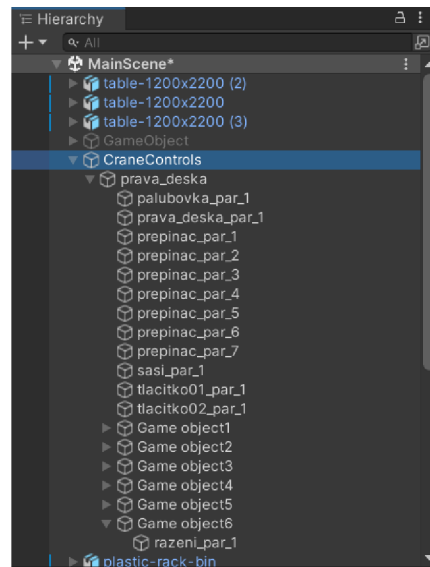 Hierarchy
All
MainScene*
table-1200x2200 (2)
table-1200x2200
table-1200x2200 (3)
GameObject
CraneControls
prava_deska
palubovka_par_1
prava_deska_par_1
prepinac_par_1
prepinac_par_2
prepinac_par_3
prepinac_par_4
prepinac_par_5
prepinac_par_6
prepinac_par_7
sasi_par_1
tlacitko01_par_1
tlacitko02_par_1
Game object1
Game object2
Game object3
Game object4
Game object5
Game object6
razeni_par_1
plastic-rack-bin